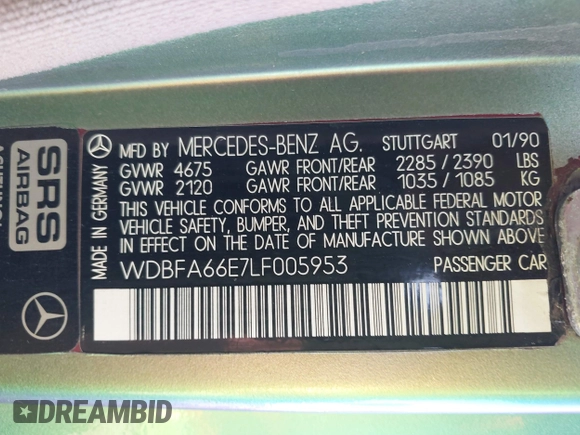 MFD BY MERCEDES-BENZ AG. STUTTGART 01/90
GVWR 4675 GAWR FRONT/REAR 2285/2390 LBS
GVWR 2120 GAWR FRONT/REAR 1035/1085 KG
THIS VEHICLE CONFORMS TO ALL APPLICABLE FEDERAL MOTOR
VEHICLE SAFETY, BUMPER, AND THEFT PREVENTION STANDARDS
IN EFFECT ON THE DATE OF MANUFACTURE SHOWN ABOVE.
WDBFA66E7LF005953 PASSENGER CAR
MADE IN GERMANY
SRS
AIRBAG
DREAMBID